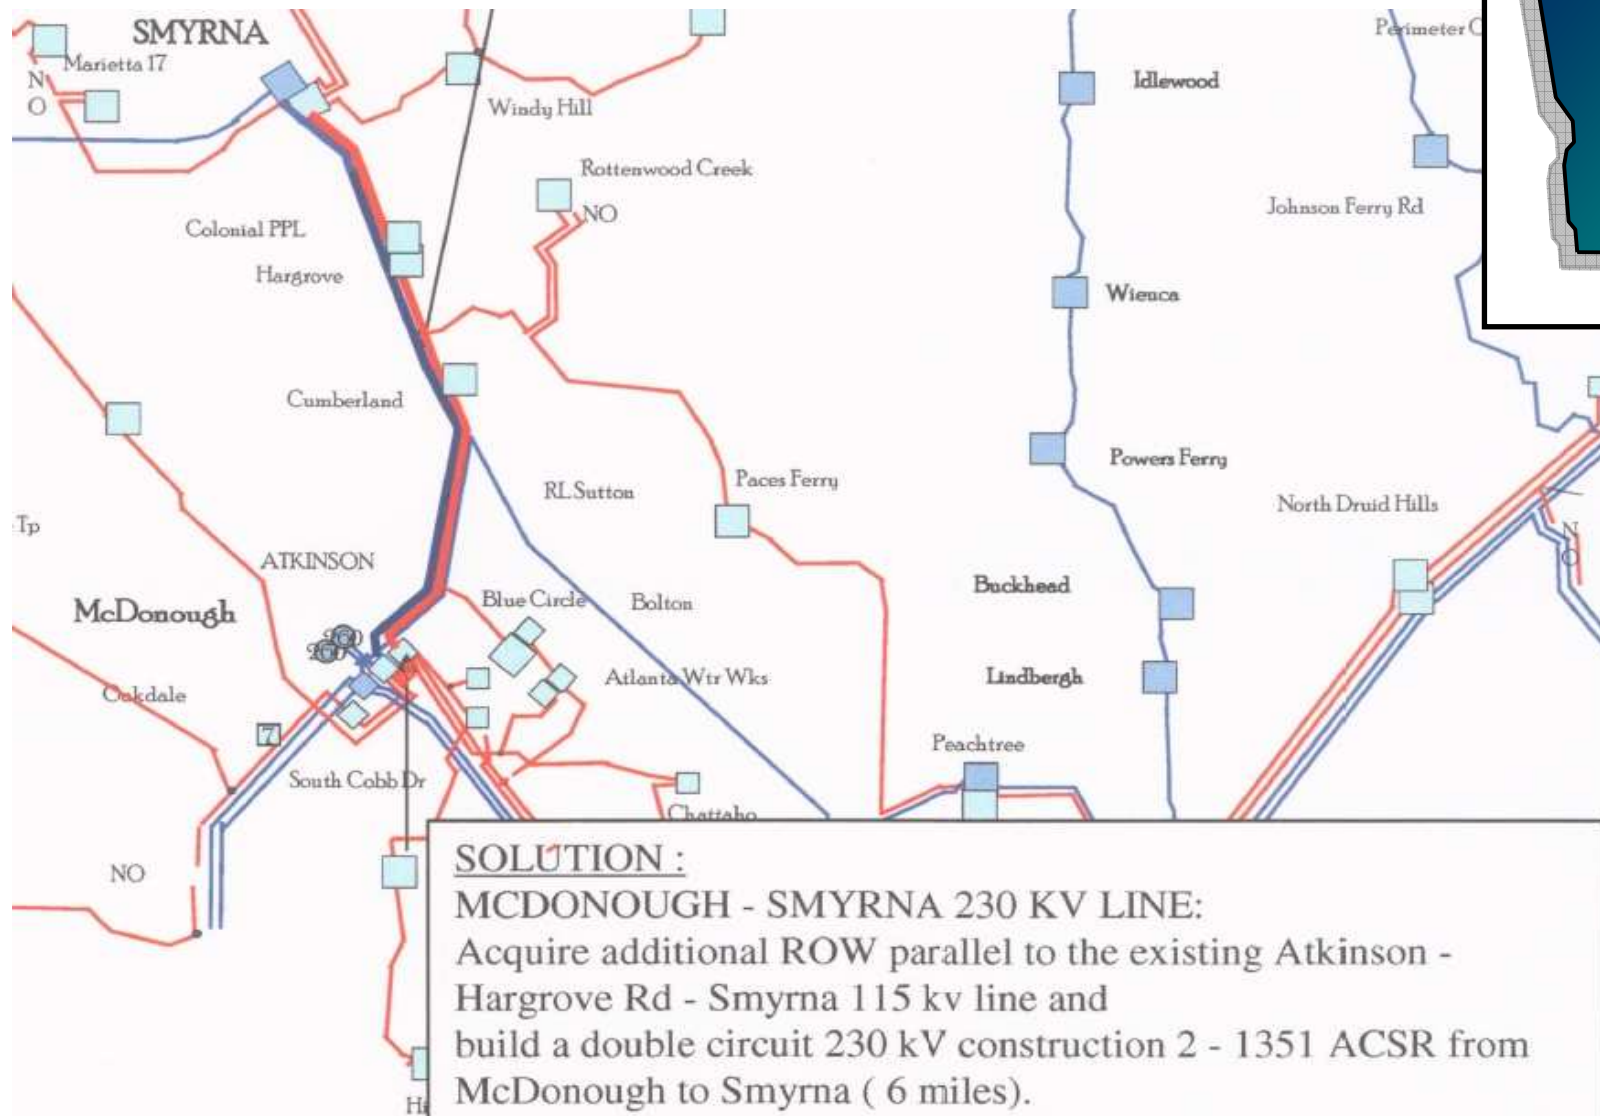 SMYRNA
Marietta 17
N
O
Windy Hill
Rottenwood Creek
NO
Colonial PPL
Hargrove
Cumberland
RL Sutton
Paces Ferry
Tp
ATKINSON
McDonough
Blue Circle
Bolton
Oakdale
Atlanta Wtr Wks
7
South Cobb Dr
Chattaho
NO
Idlewood
Wieuca
Powers Ferry
Buckhead
Lindbergh
Peachtree
Perimeter C
Johnson Ferry Rd
North Druid Hills
N
O
SOLUTION :
MCDONOUGH - SMYRNA 230 KV LINE:
Acquire additional ROW parallel to the existing Atkinson -
Hargrove Rd - Smyrna 115 kv line and
build a double circuit 230 kV construction 2 - 1351 ACSR from
McDonough to Smyrna ( 6 miles).